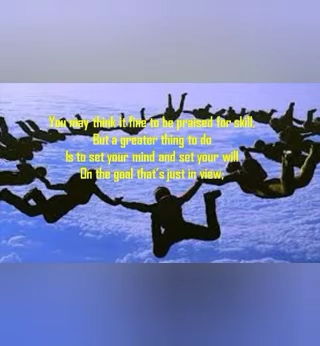 You may think it fine to be praised for skill,
But a greater thing to do
Is to set your mind and set your will
On the goal that's just in view;